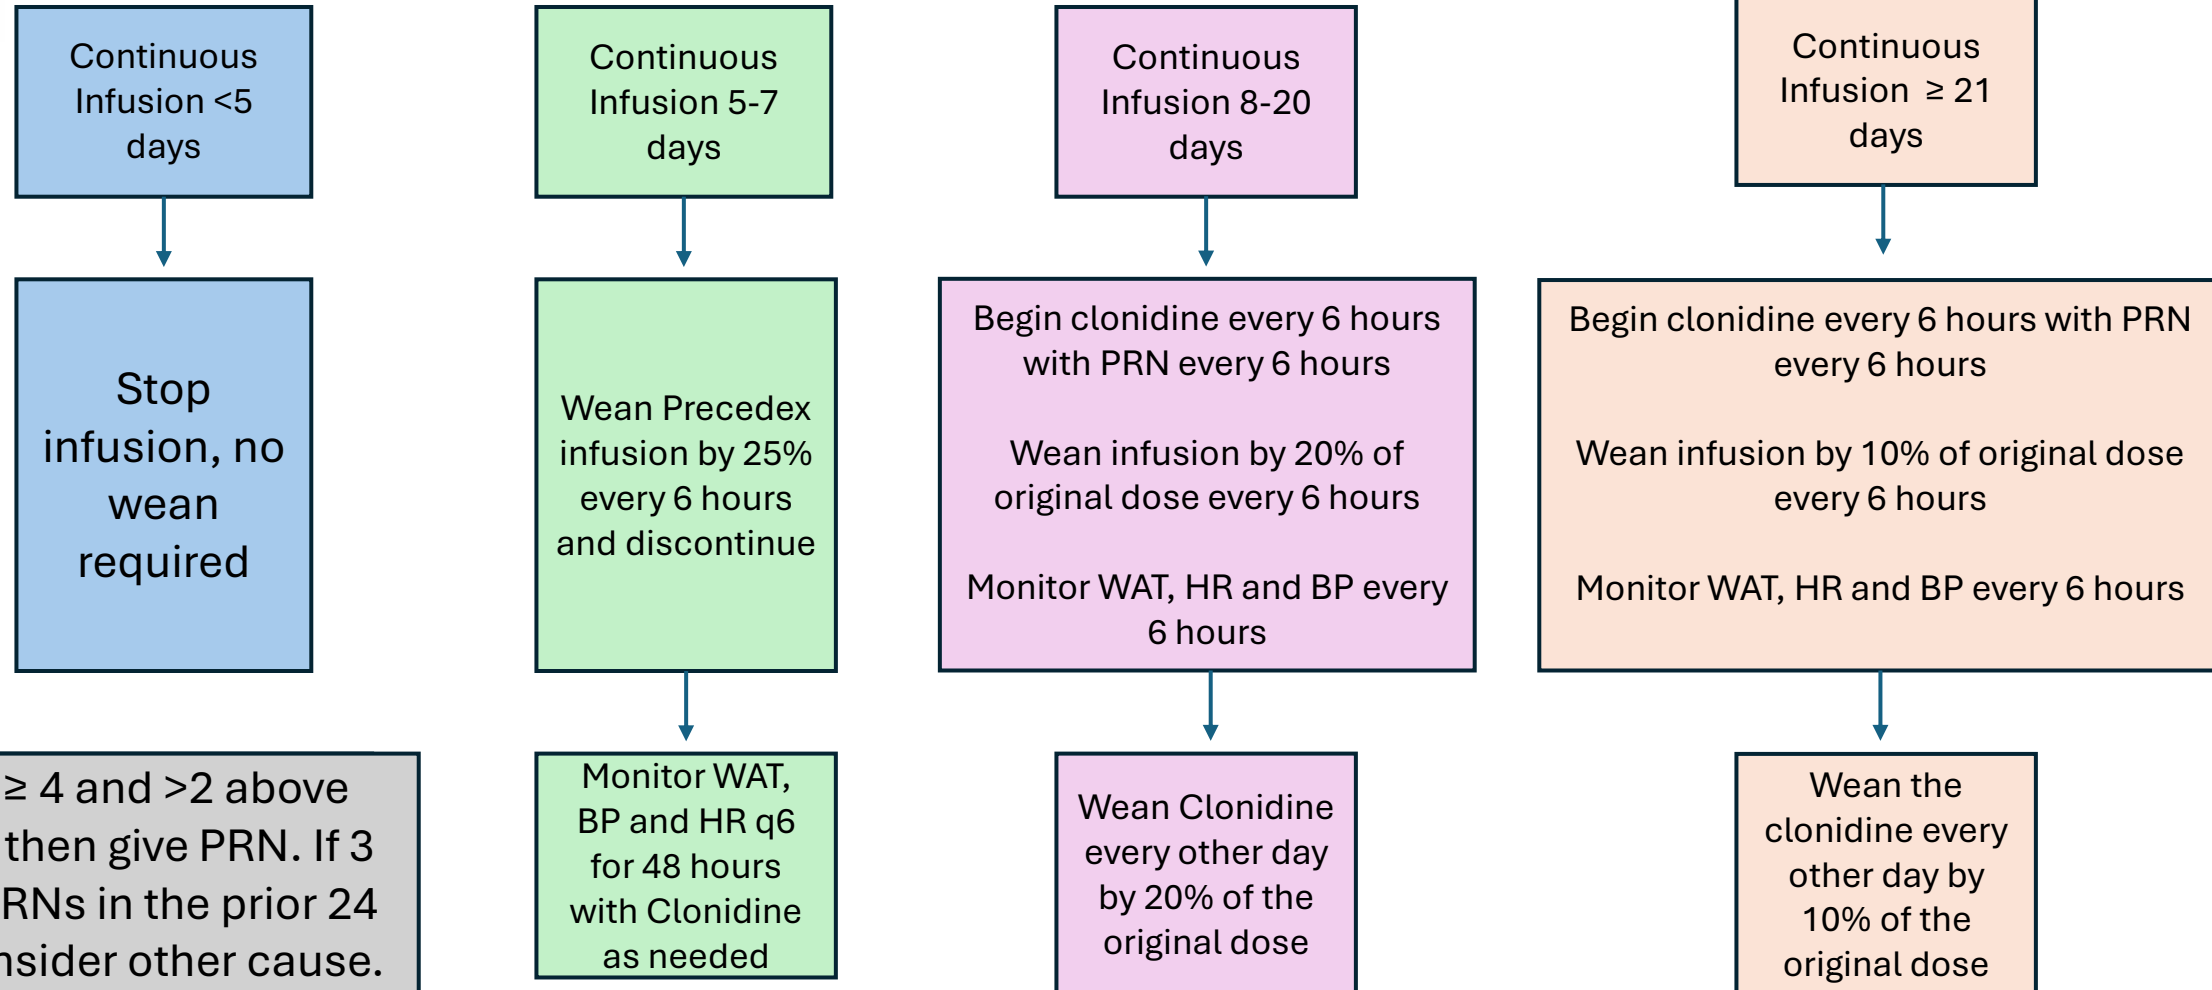 Continuous
Infusion <5
days
Continuous
Infusion 5-7
days
Continuous
Infusion 8-20
days
Continuous
Infusion ≥ 21
days
Stop
infusion, no
wean
required
Wean Precedex
infusion by 25%
every 6 hours
and discontinue
Begin clonidine every 6 hours
with PRN every 6 hours
Wean infusion by 20% of
original dose every 6 hours
Monitor WAT, HR and BP every
6 hours
Begin clonidine every 6 hours with PRN
every 6 hours
Wean infusion by 10% of original dose
every 6 hours
Monitor WAT, HR and BP every 6 hours
≥ 4 and >2 above
then give PRN. If 3
RNs in the prior 24
nsider other cause.
Monitor WAT,
BP and HR q6
for 48 hours
with Clonidine
as needed
Wean Clonidine
every other day
by 20% of the
original dose
Wean the
clonidine every
other day by
10% of the
original dose